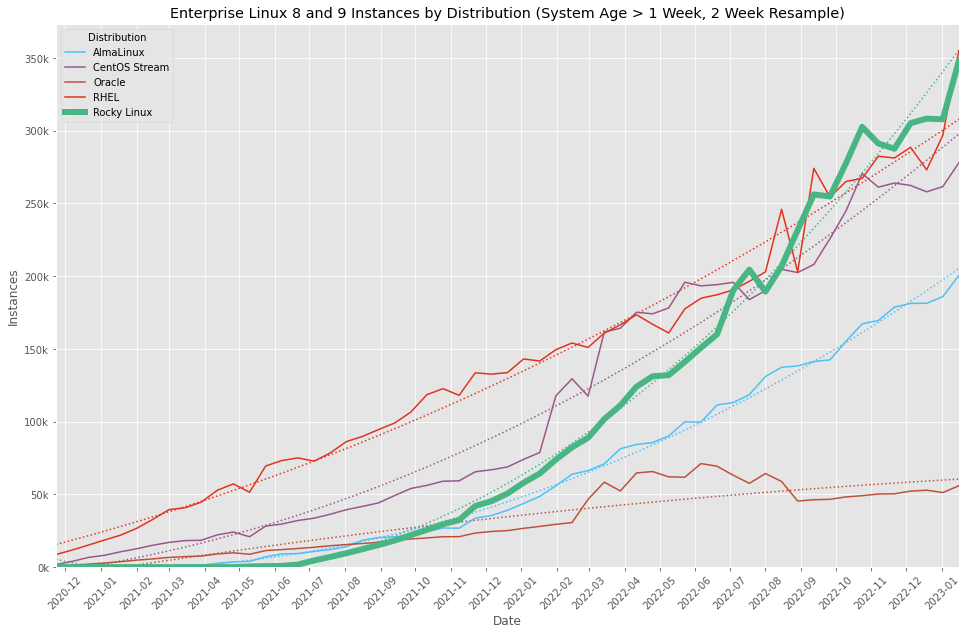 Enterprise Linux 8 and 9 Instances by Distribution (System Age > 1 Week, 2 Week Resample)
Distribution
AlmaLinux
CentOS Stream
Oracle
RHEL
Rocky Linux
350k
300k
250k
200k
150k
100k
50k
0k
Instances
2020-12
2021-01
2021-02
2021-03
2021-04
2021-05
2021-06
2021-07
2021-08
2021-09
2021-10
2021-11
2021-12
2022-01
2022-02
2022-03
2022-04
2022-05
2022-06
2022-07
2022-08
2022-09
2022-10
2022-11
2022-12
2023-01
Date